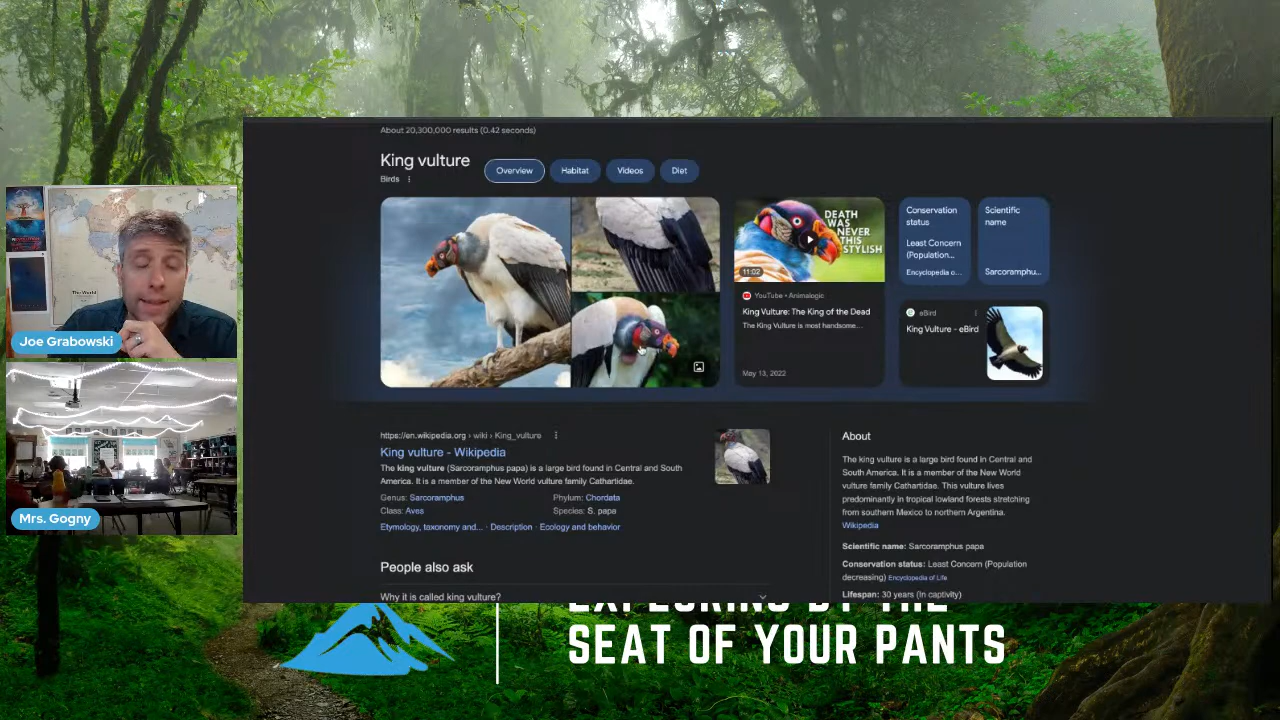 About 20,300,000 results (0.42 seconds)
King vulture
Birds
Overview
Habitat
Videos
Diet
DEATH
WAS
NEVER
THIS
STYLISH
11:02
YouTube • Animalogic
King Vulture: The King of the Dead
The King Vulture is most handsome...
May 13, 2022
Conservation
status
Least Concern
(Population...
Encyclopedia o...
Scientific
name
Sarcoramphu...
eBird
King Vulture - eBird
https://en.wikipedia.org › wiki › King_vulture
King vulture - Wikipedia
The king vulture (Sarcoramphus papa) is a large bird found in Central and South
America. It is a member of the New World vulture family Cathartidae.
Genus: Sarcoramphus
Phylum: Chordata
Class: Aves
Species: S. papa
Etymology, taxonomy and... · Description · Ecology and behavior
People also ask
Why it is called king vulture?
About
The king vulture is a large bird found in Central and
South America. It is a member of the New World
vulture family Cathartidae. This vulture lives
predominantly in tropical lowland forests stretching
from southern Mexico to northern Argentina.
Wikipedia
Scientific name: Sarcoramphus papa
Conservation status: Least Concern (Population
decreasing) Encyclopedia of Life
Lifespan: 30 years (In captivity)
The World
Joe Grabowski
Mrs. Gogny
EXPLORING BY THE
SEAT OF YOUR PANTS